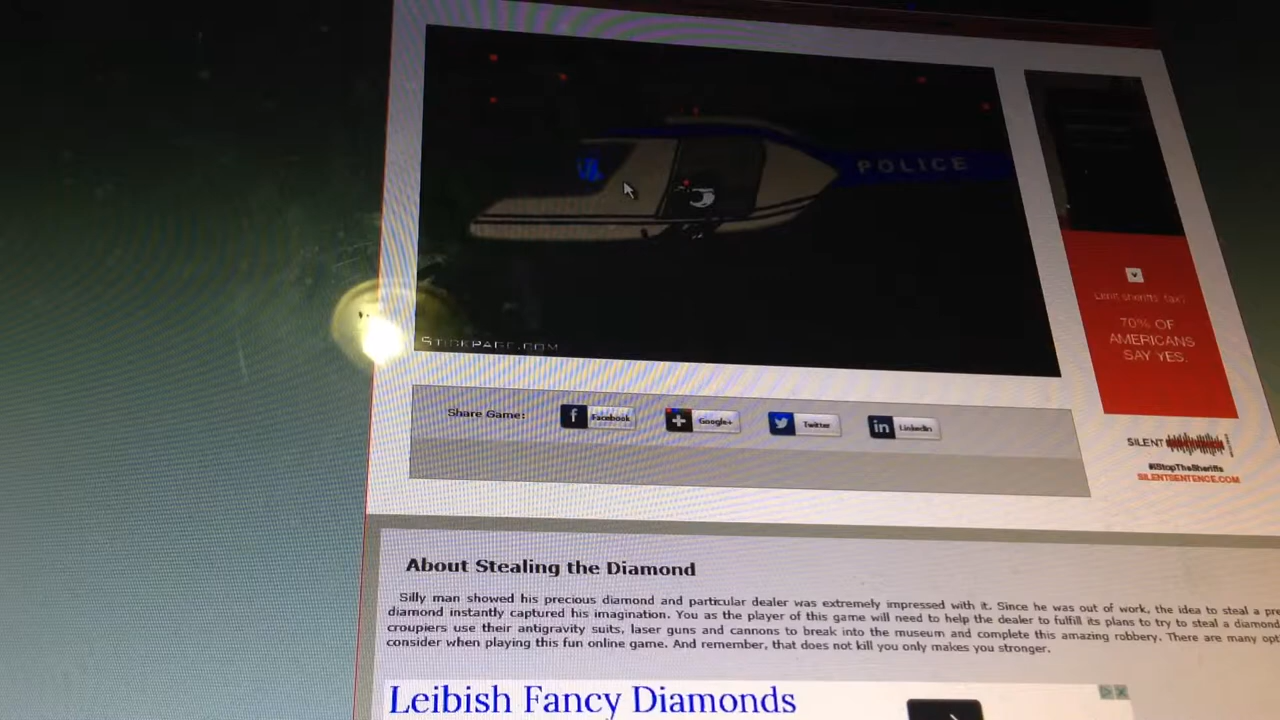 POLICE
STICKPAGE.COM
70% OF
AMERICANS
SAY YES.
Share Game:
Facebook
Google+
Twitter
LinkedIn
SILENT
#StopTheSheriffs
SILENTSENTENCE.COM
About Stealing the Diamond
Silly man showed his precious diamond and particular dealer was extremely impressed with it. Since he was out of work, the idea to steal a
diamond instantly captured his imagination. You as the player of this game will need to help the dealer to fulfill its plans to try to steal a diamond
croupiers use their antigravity suits, laser guns and cannons to break into the museum and complete this amazing robbery. There are many
consider when playing this fun online game. And remember, that does not kill you only makes you stronger.
Leibish Fancy Diamonds